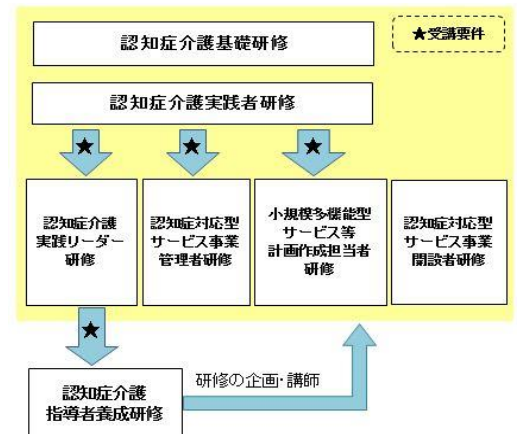 認知症介護基礎研修
★受講要件
認知症介護実践者研修
★
★
★
認知症介護
実践リーダー
研修
認知症対応型
サービス事業
管理者研修
小規模多機能型
サービス等
計画作成担当者
研修
認知症対応型
サービス事業
開設者研修
★
認知症介護
指導者養成研修
研修の企画・講師